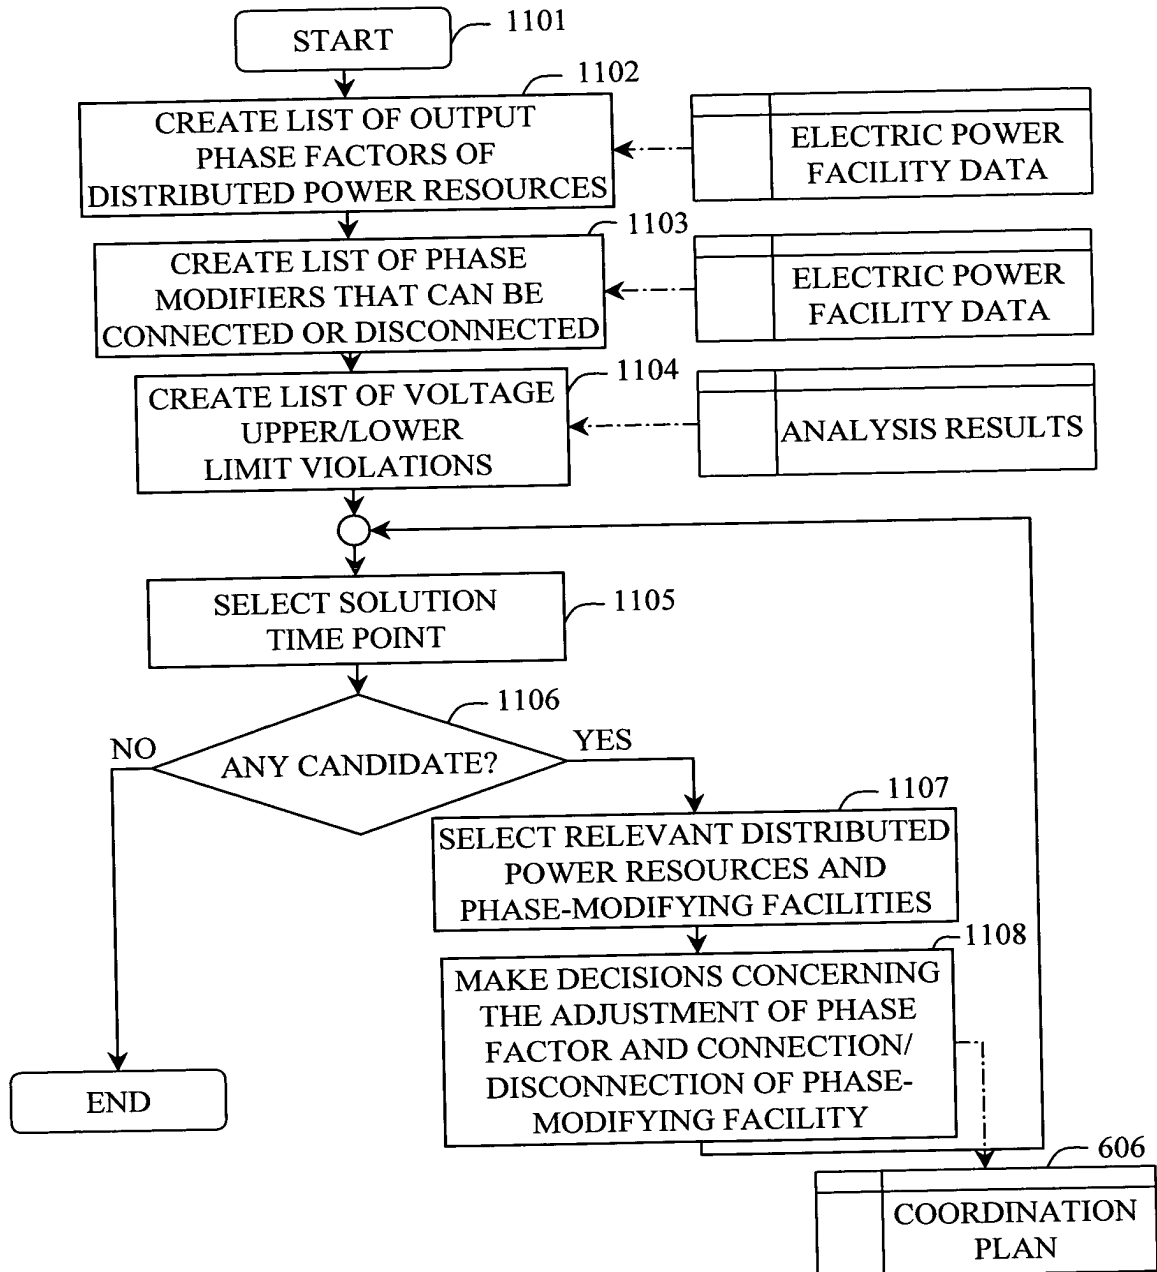 START
1101
1102
CREATE LIST OF OUTPUT
PHASE FACTORS OF
DISTRIBUTED POWER RESOURCES
ELECTRIC POWER
FACILITY DATA
1103
CREATE LIST OF PHASE
MODIFIERS THAT CAN BE
CONNECTED OR DISCONNECTED
ELECTRIC POWER
FACILITY DATA
1104
CREATE LIST OF VOLTAGE
UPPER/LOWER
LIMIT VIOLATIONS
ANALYSIS RESULTS
SELECT SOLUTION
TIME POINT
1105
1106
NO
ANY CANDIDATE?
YES
1107
SELECT RELEVANT DISTRIBUTED
POWER RESOURCES AND
PHASE-MODIFYING FACILITIES
1108
MAKE DECISIONS CONCERNING
THE ADJUSTMENT OF PHASE
FACTOR AND CONNECTION/
DISCONNECTION OF PHASE-
MODIFYING FACILITY
END
606
COORDINATION
PLAN